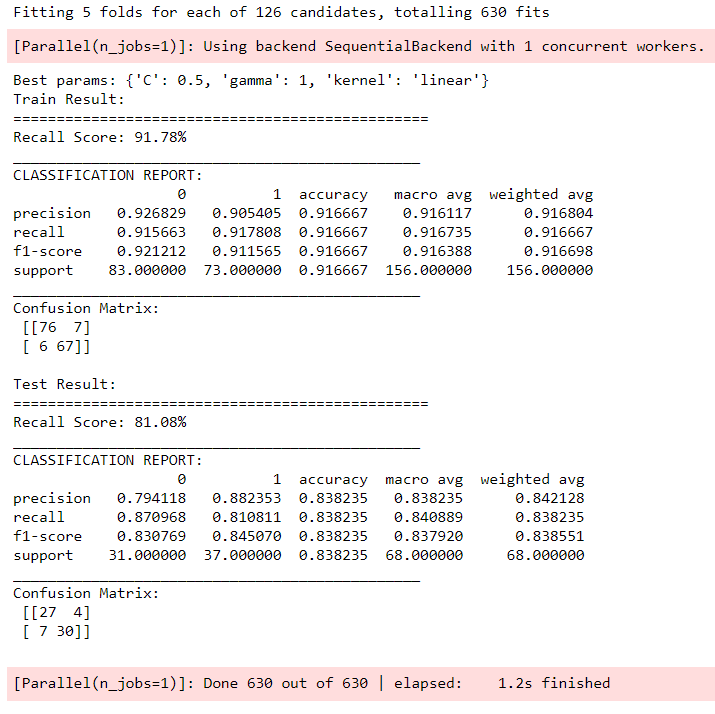 Fitting 5 folds for each of 126 candidates, totalling 630 fits
[Parallel(n_jobs=1)]: Using backend SequentialBackend with 1 concurrent workers.
Best params: {'C': 0.5, 'gamma': 1, 'kernel': 'linear'}
Train Result:
================================================
Recall Score: 91.78%
_______________________________________________
CLASSIFICATION REPORT:
                   0          1  accuracy   macro avg  weighted avg
precision   0.926829   0.905405  0.916667    0.916117      0.916804
recall      0.915663   0.917808  0.916667    0.916735      0.916667
f1-score    0.921212   0.911565  0.916667    0.916388      0.916698
support    83.000000  73.000000  0.916667  156.000000    156.000000
_______________________________________________
Confusion Matrix:
 [[76  7]
 [ 6 67]]
Test Result:
================================================
Recall Score: 81.08%
_______________________________________________
CLASSIFICATION REPORT:
                   0          1  accuracy  macro avg  weighted avg
precision   0.794118   0.882353  0.838235   0.838235      0.842128
recall      0.870968   0.810811  0.838235   0.840889      0.838235
f1-score    0.830769   0.845070  0.838235   0.837920      0.838551
support    31.000000  37.000000  0.838235  68.000000     68.000000
_______________________________________________
Confusion Matrix:
 [[27  4]
 [ 7 30]]
[Parallel(n_jobs=1)]: Done 630 out of 630 | elapsed:    1.2s finished